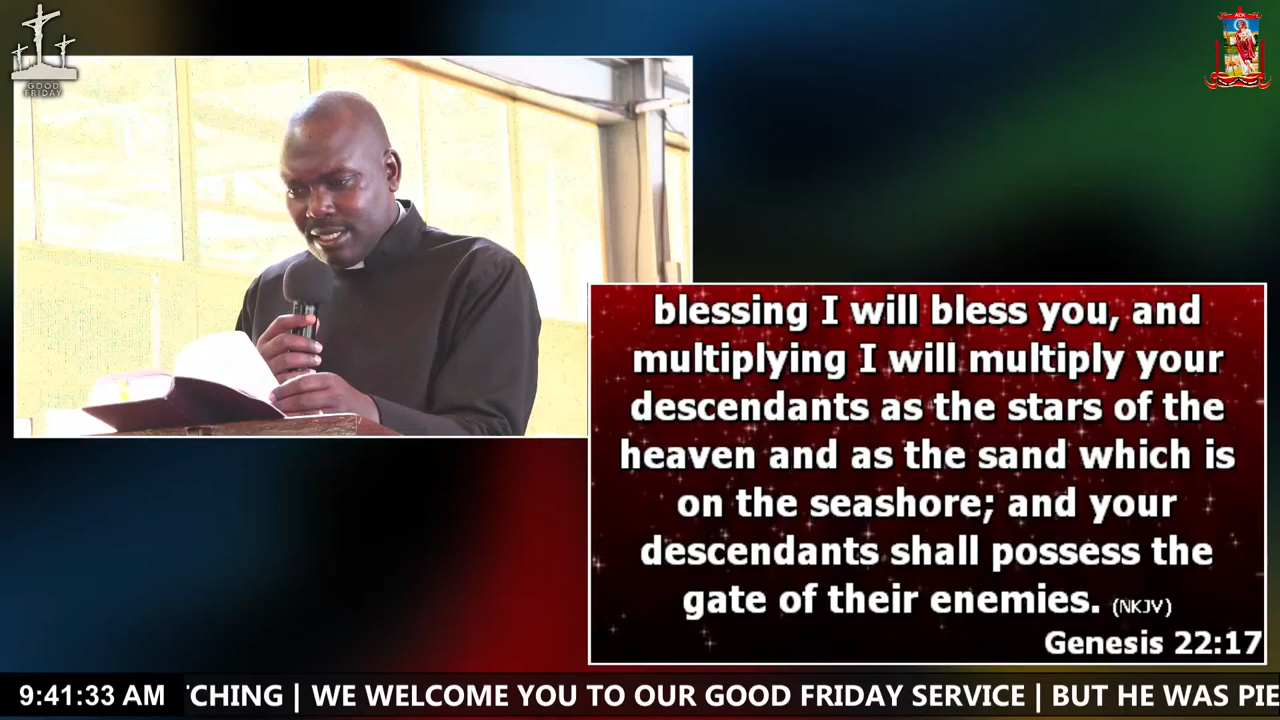 GOOD
FRIDAY
ACK
blessing I will bless you, and
multiplying I will multiply your
descendants as the stars of the
heaven and as the sand which is
on the seashore; and your
descendants shall possess the
gate of their enemies. (NKJV)
Genesis 22:17
9:41:33 AM
'CHING | WE WELCOME YOU TO OUR GOOD FRIDAY SERVICE | BUT HE WAS PIE